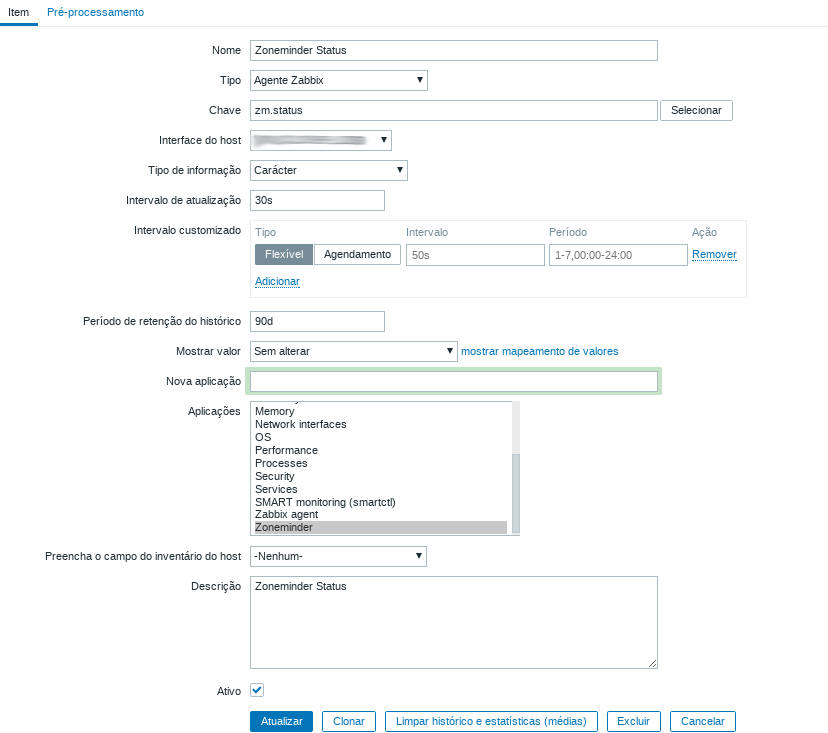 Item Pré-processamento
Nome Zoneminder Status
Tipo Agente Zabbix
Chave zm.status Selecionar
Interface do host
Tipo de informação Carácter
Intervalo de atualização 30s
Intervalo customizado Tipo Intervalo Período Ação
Flexível Agendamento 50s 1-7,00:00-24:00 Remover
Adicionar
Período de retenção do histórico 90d
Mostrar valor Sem alterar mostrar mapeamento de valores
Nova aplicação
Aplicações
Memory
Network interfaces
OS
Performance
Processes
Security
Services
SMART monitoring (smartctl)
Zabbix agent
Zoneminder
Preencha o campo do inventário do host -Nenhum-
Descrição Zoneminder Status
Ativo
Atualizar Clonar Limpar histórico e estatísticas (médias) Excluir Cancelar